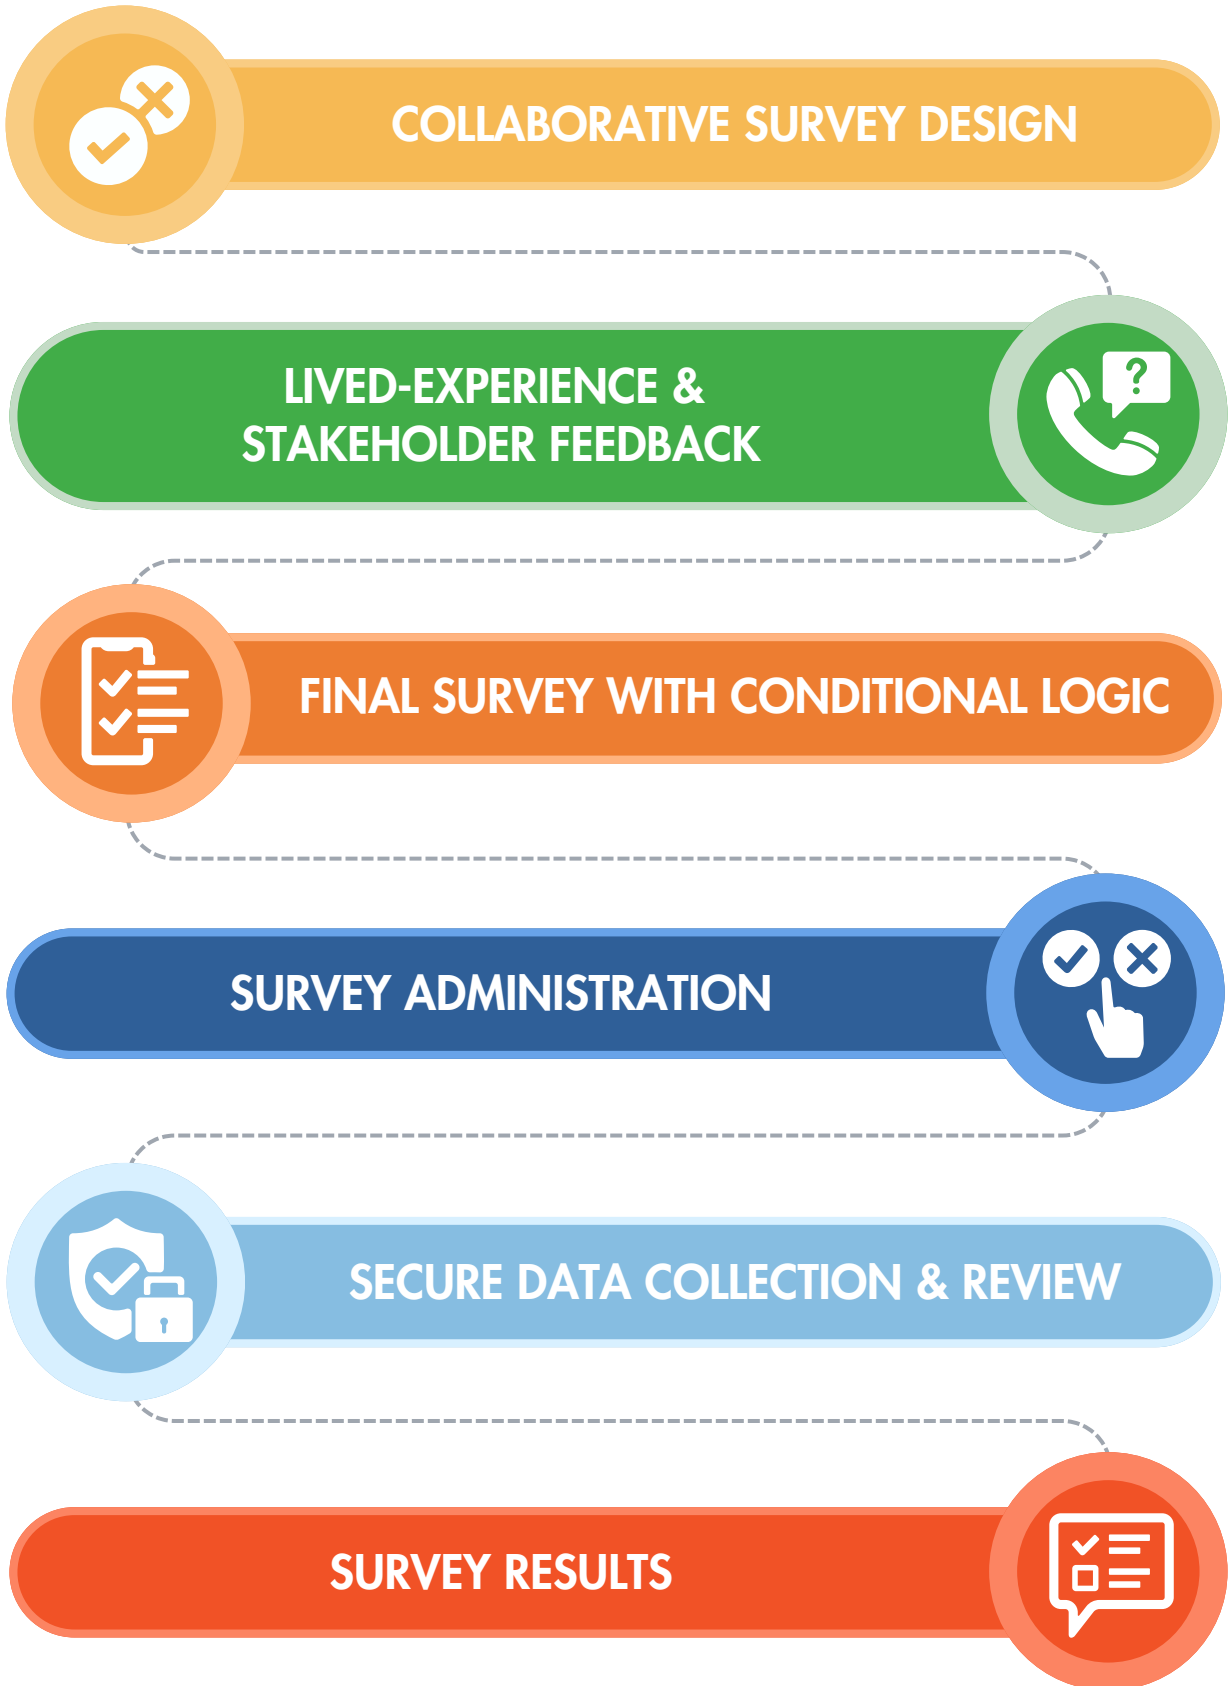 COLLABORATIVE SURVEY DESIGN
?
LIVED-EXPERIENCE &
STAKEHOLDER FEEDBACK
FINAL SURVEY WITH CONDITIONAL LOGIC
SURVEY ADMINISTRATION
SECURE DATA COLLECTION & REVIEW
SURVEY RESULTS